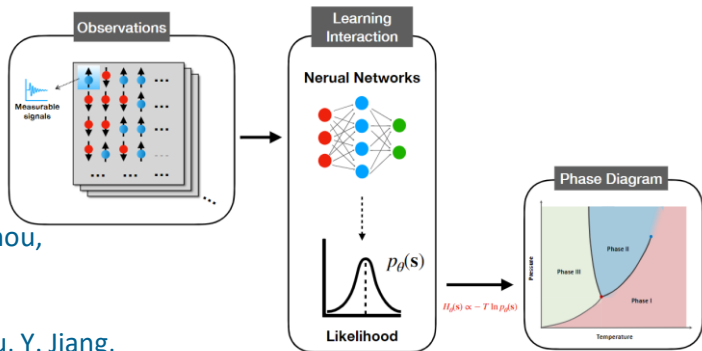 Observations
Measurable
signals
...
...
...
...
... ...
...
hou,
u, Y. Jiang,
Learning
Interaction
Nerual Networks
pθ(s)
Likelihood
Hθ(s) ∝ − T ln pθ(s)
Phase Diagram
Pressure
Phase II
Phase III
Phase I
Temperature